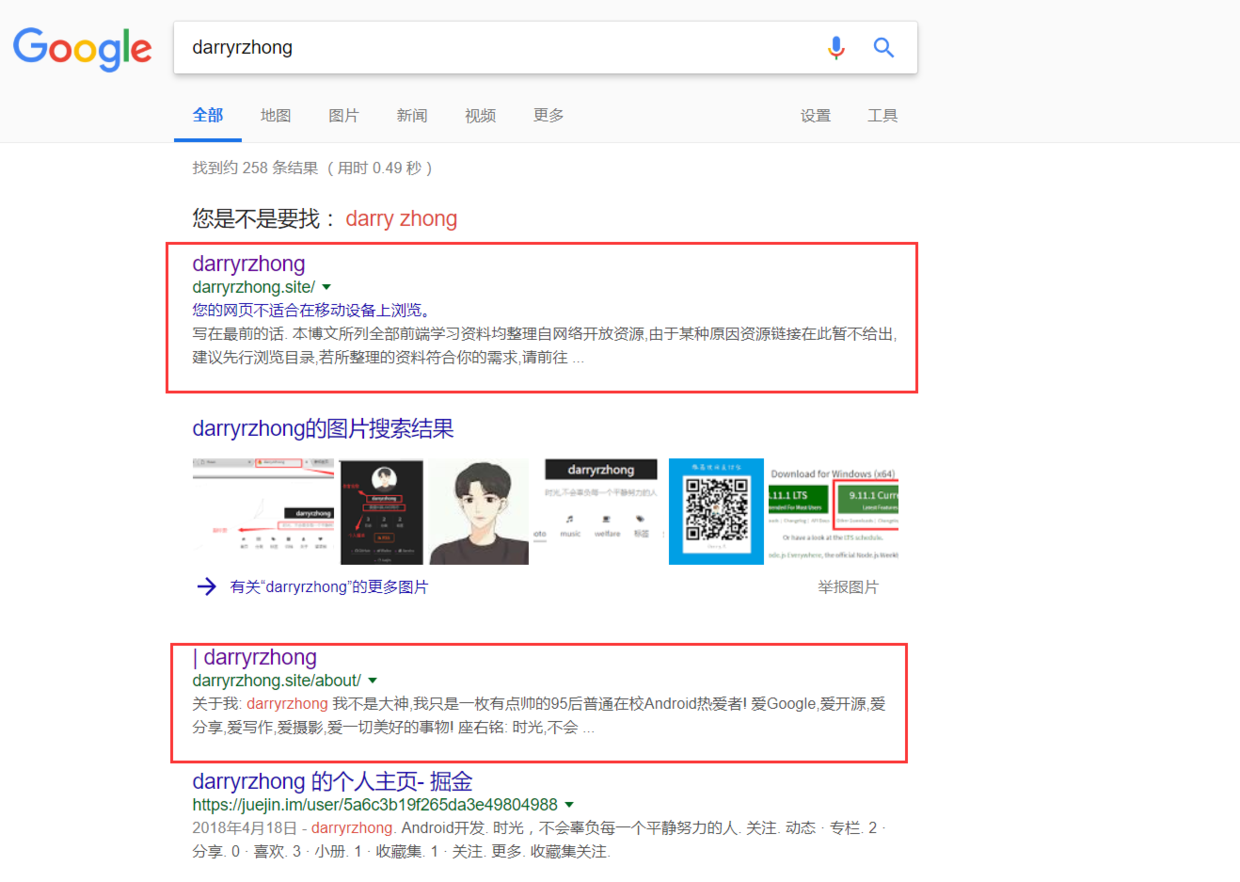 Google
darryrzhong
全部 地图 图片 新闻 视频 更多 设置 工具
找到约 258 条结果 （用时 0.49 秒）
您是不是要找： darry zhong
darryrzhong
darryrzhong.site/
您的网页不适合在移动设备上浏览。
写在最前的话. 本博文所列全部前端学习资料均整理自网络开放资源,由于某种原因资源链接在此暂不给出,
建议先行浏览目录,若所整理的资料符合你的需求,请前往 ...
darryrzhong的图片搜索结果
darryrzhong
时光,不会辜负每一个平静努力的人
oto music welfare 标签
Download for Windows (x64)
.11.1 LTS 9.11.1 Curr
Latest Features
Or have a look at the LTS schedule.
有关“darryrzhong”的更多图片 举报图片
| darryrzhong
darryrzhong.site/about/
关于我: darryrzhong 我不是大神,我只是一枚有点帅的95后普通在校Android热爱者! 爱Google,爱开源,爱
分享,爱写作,爱摄影,爱一切美好的事物! 座右铭: 时光,不会 ...
darryrzhong 的个人主页- 掘金
https://juejin.im/user/5a6c3b19f265da3e49804988
2018年4月18日 - darryrzhong. Android开发. 时光，不会辜负每一个平静努力的人. 关注. 动态 · 专栏. 2 ·
分享. 0 · 喜欢. 3 · 小册. 1 · 收藏集. 1 · 关注. 更多. 收藏集关注.